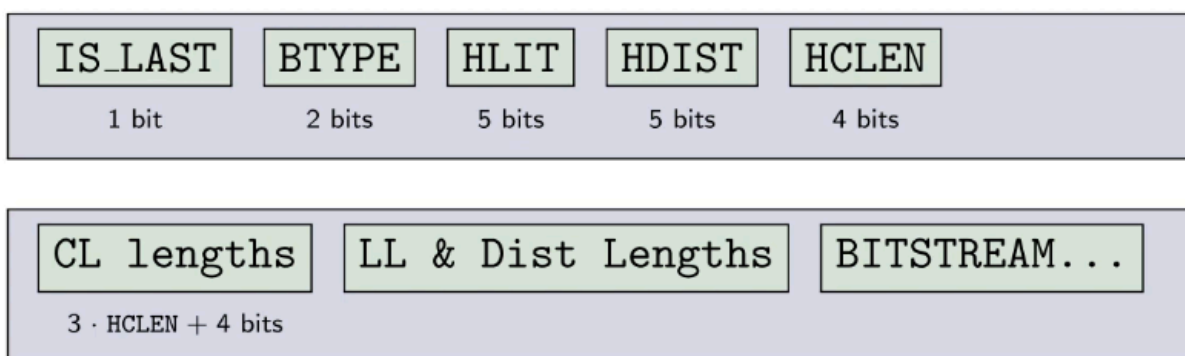 IS_LAST BTYPE HLIT HDIST HCLEN
1 bit 2 bits 5 bits 5 bits 4 bits
CL lengths LL & Dist Lengths BITSTREAM...
3 · HCLEN + 4 bits